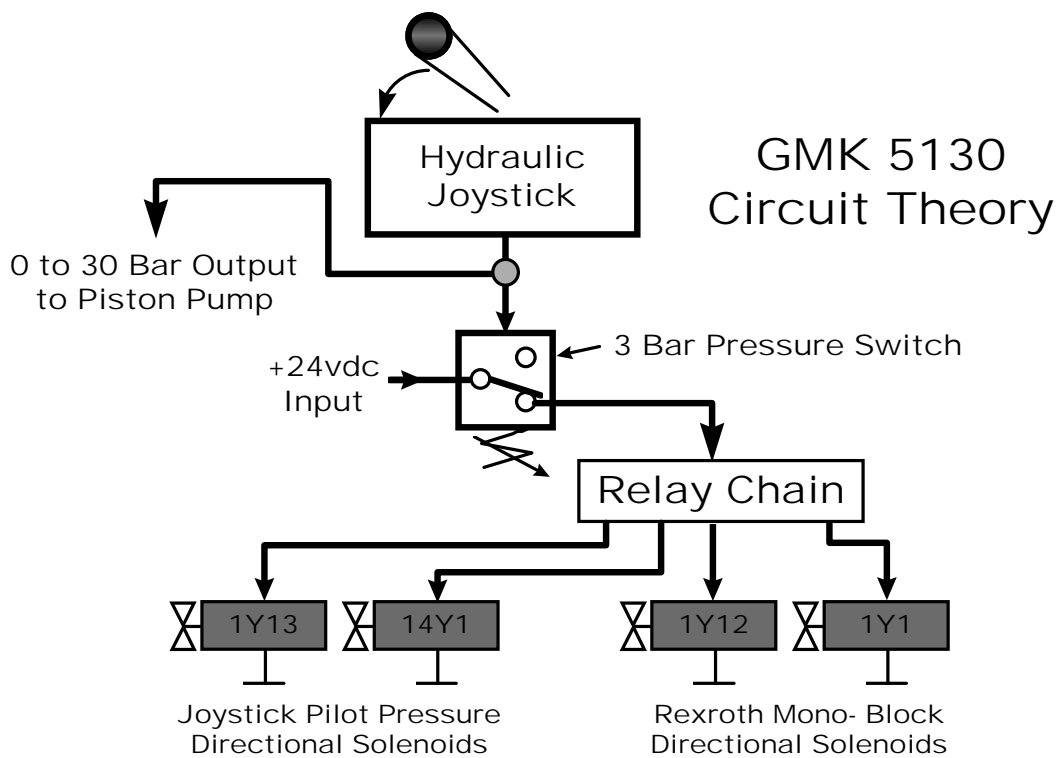 GMK 5130
Circuit Theory
Hydraulic
Joystick
0 to 30 Bar Output
to Piston Pump
3 Bar Pressure Switch
+24vdc
Input
Relay Chain
1Y13
14Y1
1Y12
1Y1
Joystick Pilot Pressure
Directional Solenoids
Rexroth Mono- Block
Directional Solenoids